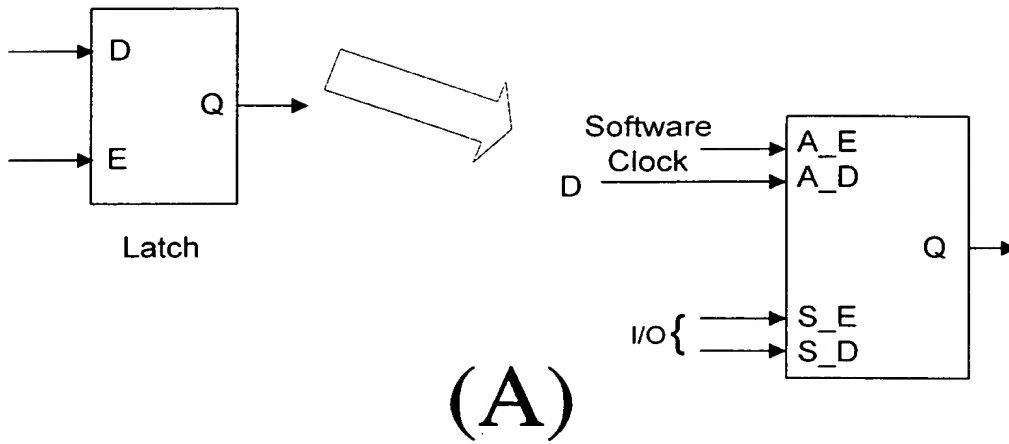 D
Q
E
Latch
Software
Clock
D
A_E
A_D
Q
I/O {
S_E
S_D
(A)